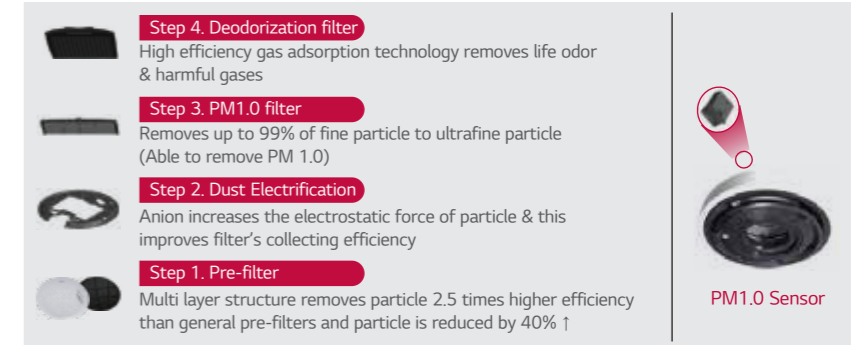 Step 4. Deodorization filter
High efficiency gas adsorption technology removes life odor
& harmful gases
Step 3. PM1.0 filter
Removes up to 99% of fine particle to ultrafine particle
(Able to remove PM 1.0)
Step 2. Dust Electrification
Anion increases the electrostatic force of particle & this
improves filter's collecting efficiency
Step 1. Pre-filter
Multi layer structure removes particle 2.5 times higher efficiency
than general pre-filters and particle is reduced by 40% ↑
PM1.0 Sensor